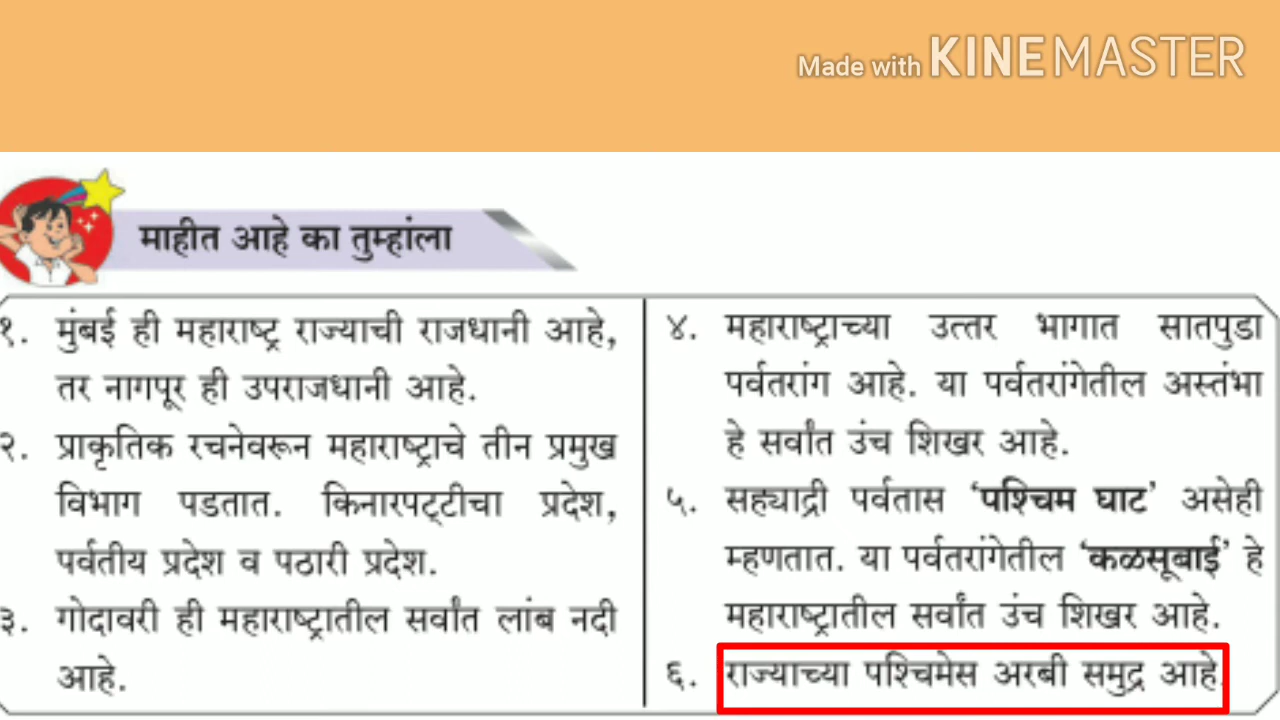 Made with KINEMASTER
माहीत आहे का तुम्हांला
१. मुंबई ही महाराष्ट्र राज्याची राजधानी आहे,
तर नागपूर ही उपराजधानी आहे.
२. प्राकृतिक रचनेवरून महाराष्ट्राचे तीन प्रमुख
विभाग पडतात. किनारपट्टीचा प्रदेश,
पर्वतीय प्रदेश व पठारी प्रदेश.
३. गोदावरी ही महाराष्ट्रातील सर्वांत लांब नदी
आहे.
४. महाराष्ट्राच्या उत्तर भागात सातपुडा
पर्वतरांग आहे. या पर्वतरांगेतील अस्तंभा
हे सर्वांत उंच शिखर आहे.
५. सह्याद्री पर्वतास ‘पश्चिम घाट’ असेही
म्हणतात. या पर्वतरांगेतील ‘कळसूबाई’ हे
महाराष्ट्रातील सर्वांत उंच शिखर आहे.
६. राज्याच्या पश्चिमेस अरबी समुद्र आहे.